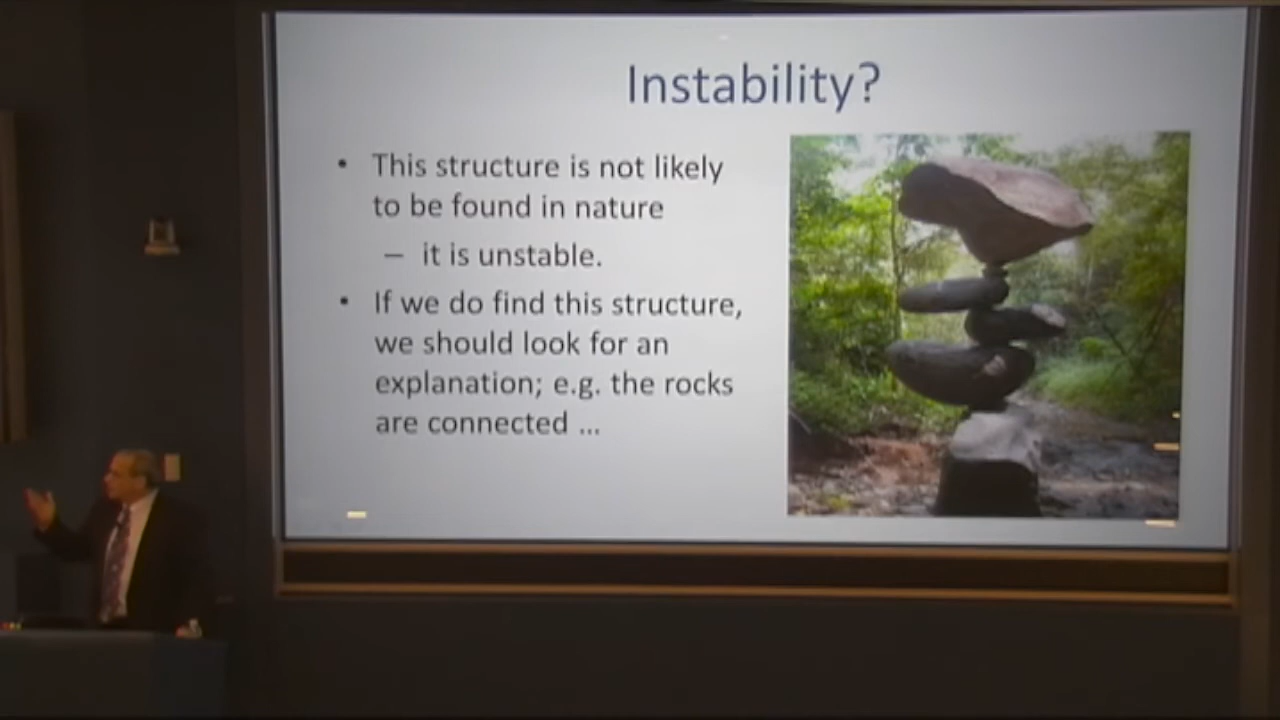 Instability?
• This structure is not likely
to be found in nature
– it is unstable.
• If we do find this structure,
we should look for an
explanation; e.g. the rocks
are connected ...